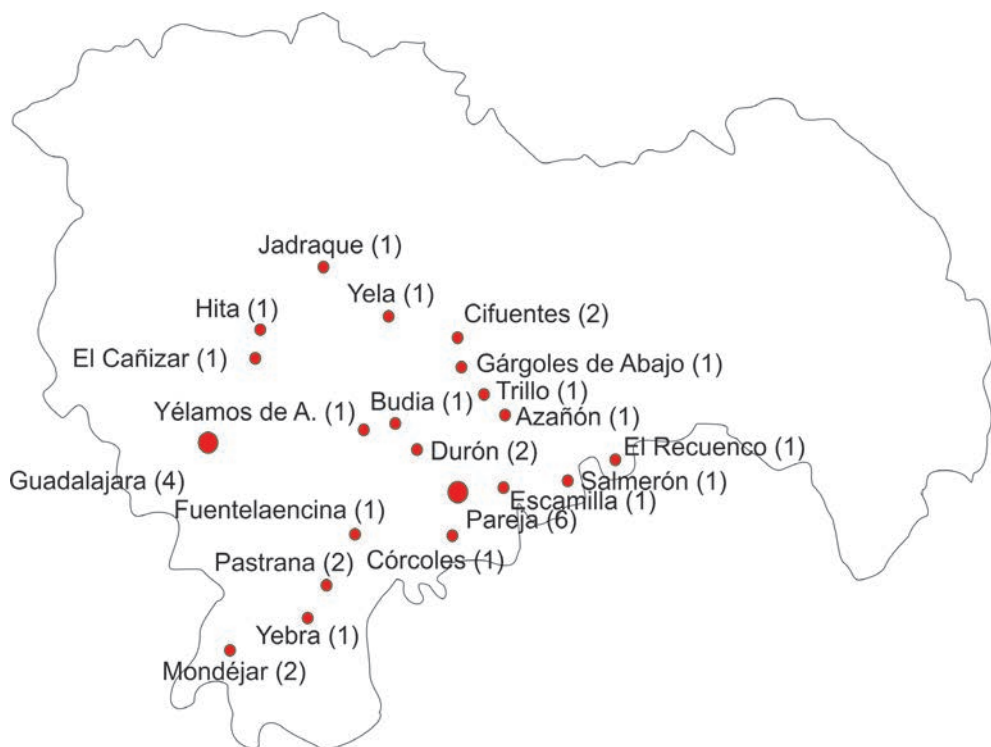 Jadraque (1)
Yela (1)
Hita (1)
Cifuentes (2)
El Cañizar (1)
Gárgoles de Abajo (1)
Trillo (1)
Budia (1)
Yélamos de A. (1)
Azañón (1)
El Recuenco (1)
Durón (2)
Guadalajara (4)
Salmerón (1)
Escamilla (1)
Fuentelaencina (1)
Pareja (6)
Córcoles (1)
Pastrana (2)
Yebra (1)
Mondéjar (2)